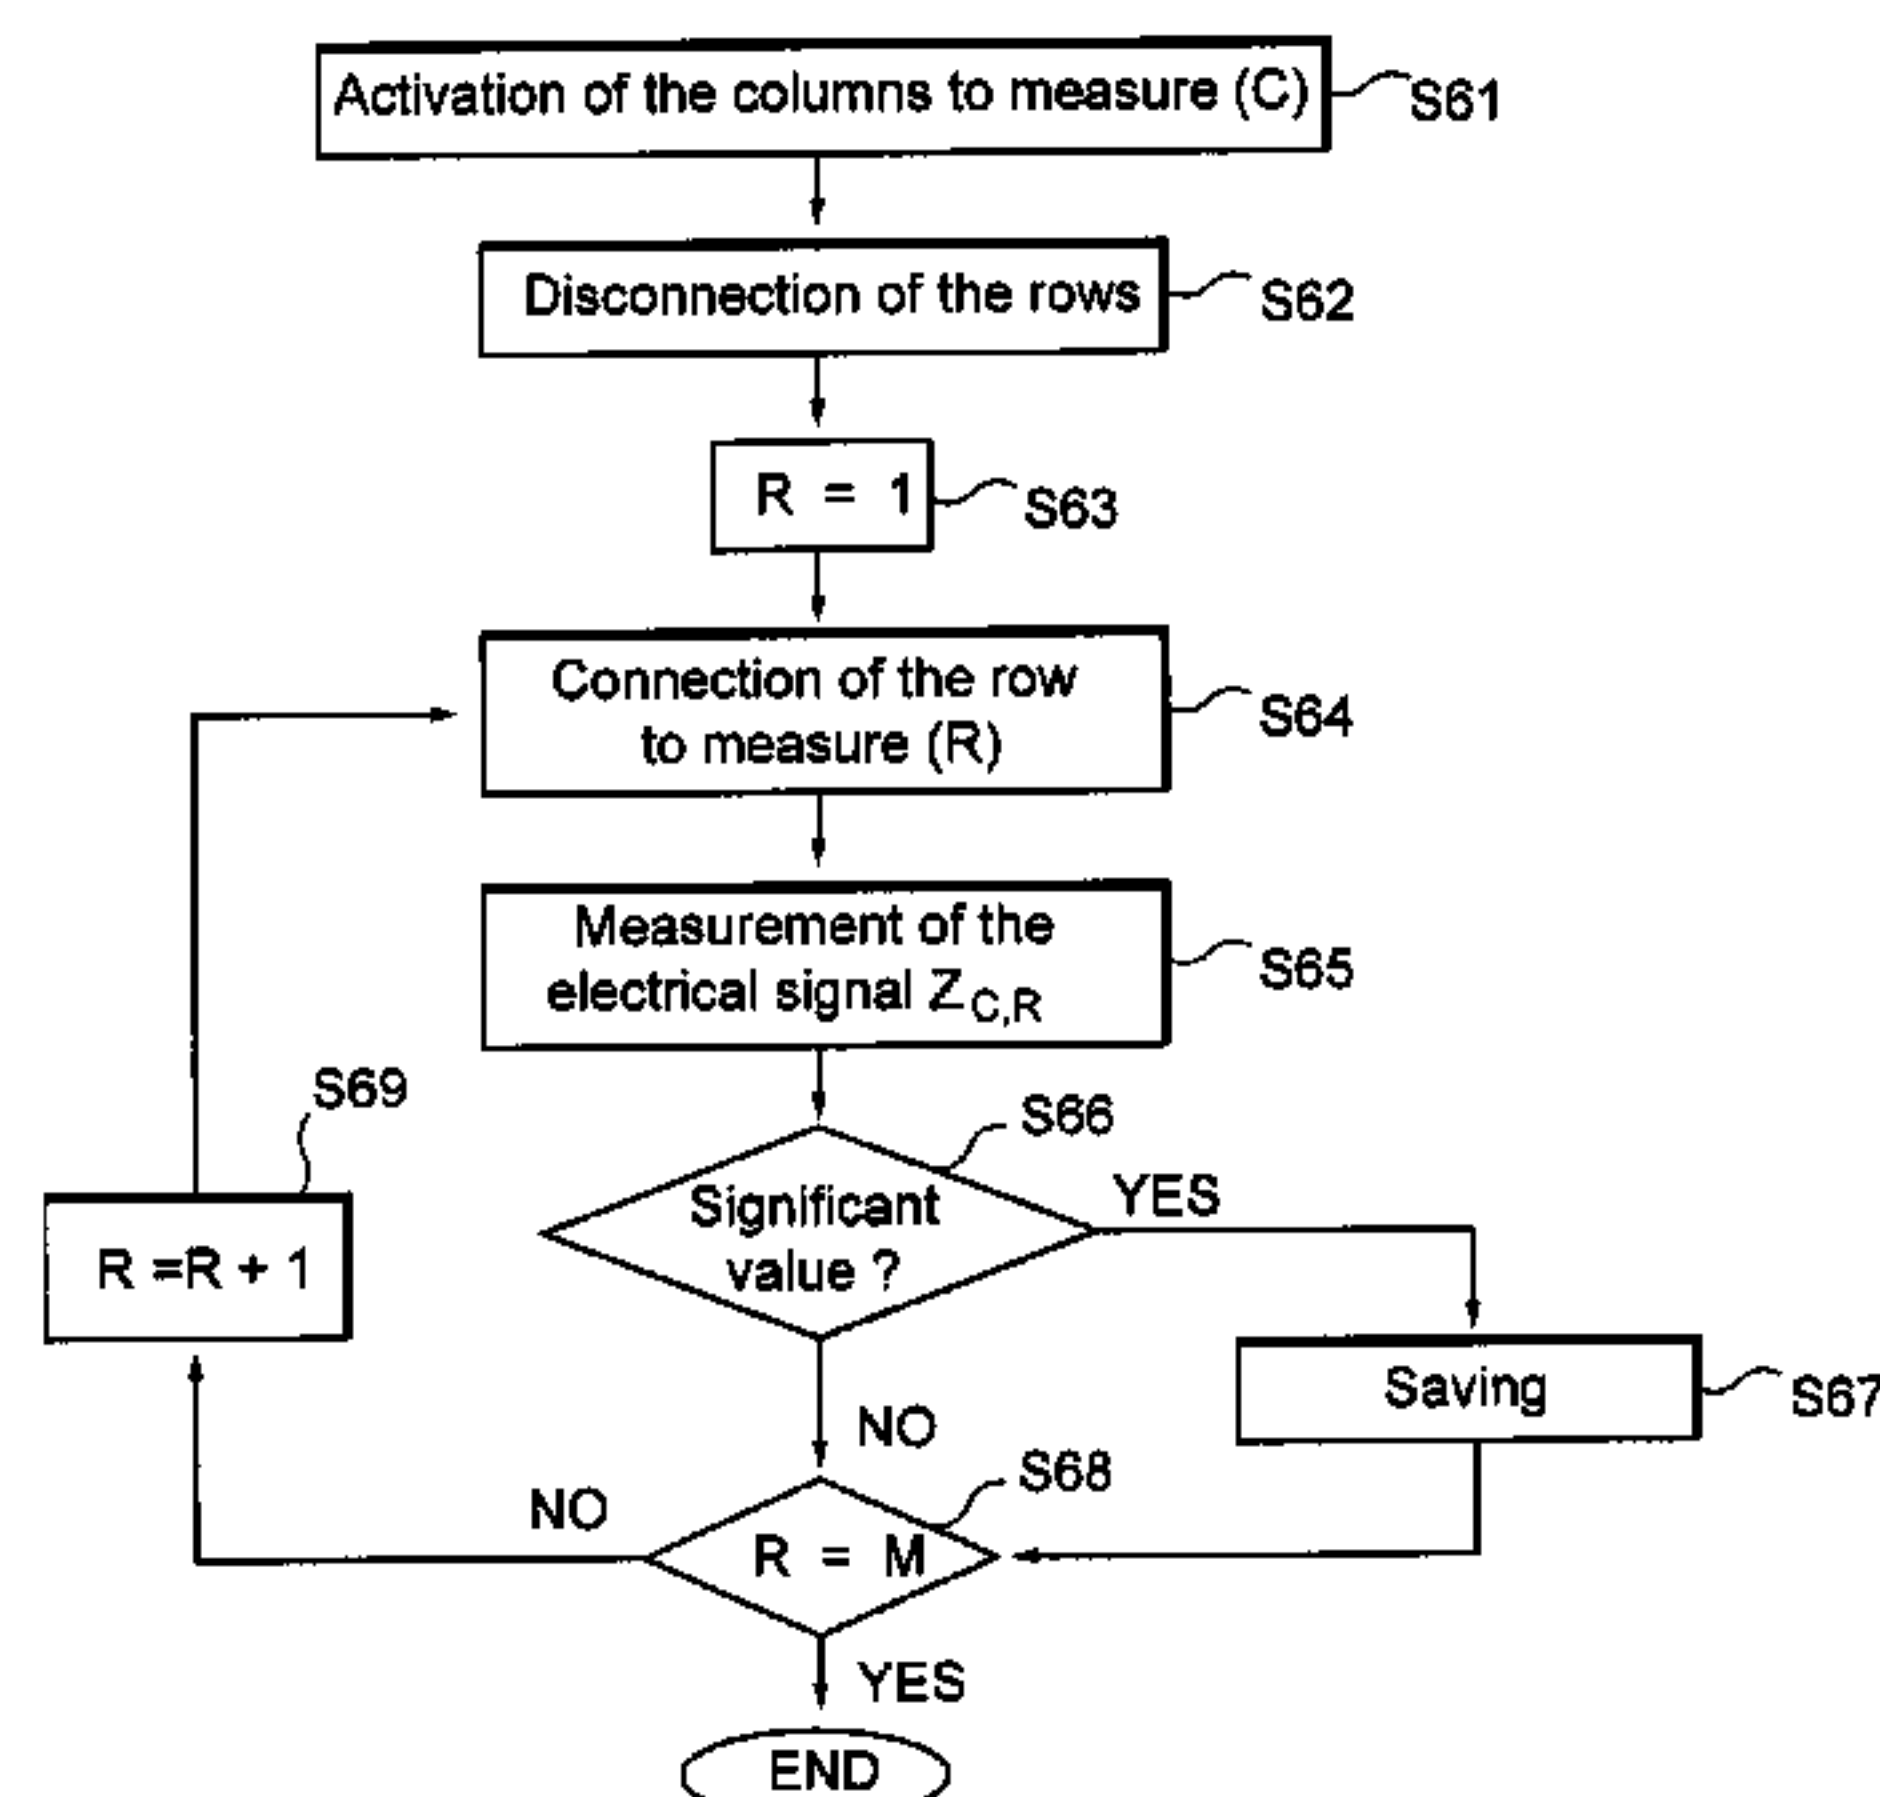 Activation of the columns to measure (C)
S61
Disconnection of the rows
S62
R = 1
S63
Connection of the row
to measure (R)
S64
Measurement of the
electrical signal Z C,R
S65
S69
S66
Significant
value ?
YES
R =R + 1
Saving
S67
NO
S68
NO
R = M
YES
END